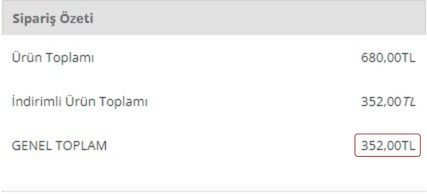 Sipariş Özeti
Ürün Toplamı 680,00TL
İndirimli Ürün Toplamı 352,00TL
GENEL TOPLAM 352,00TL